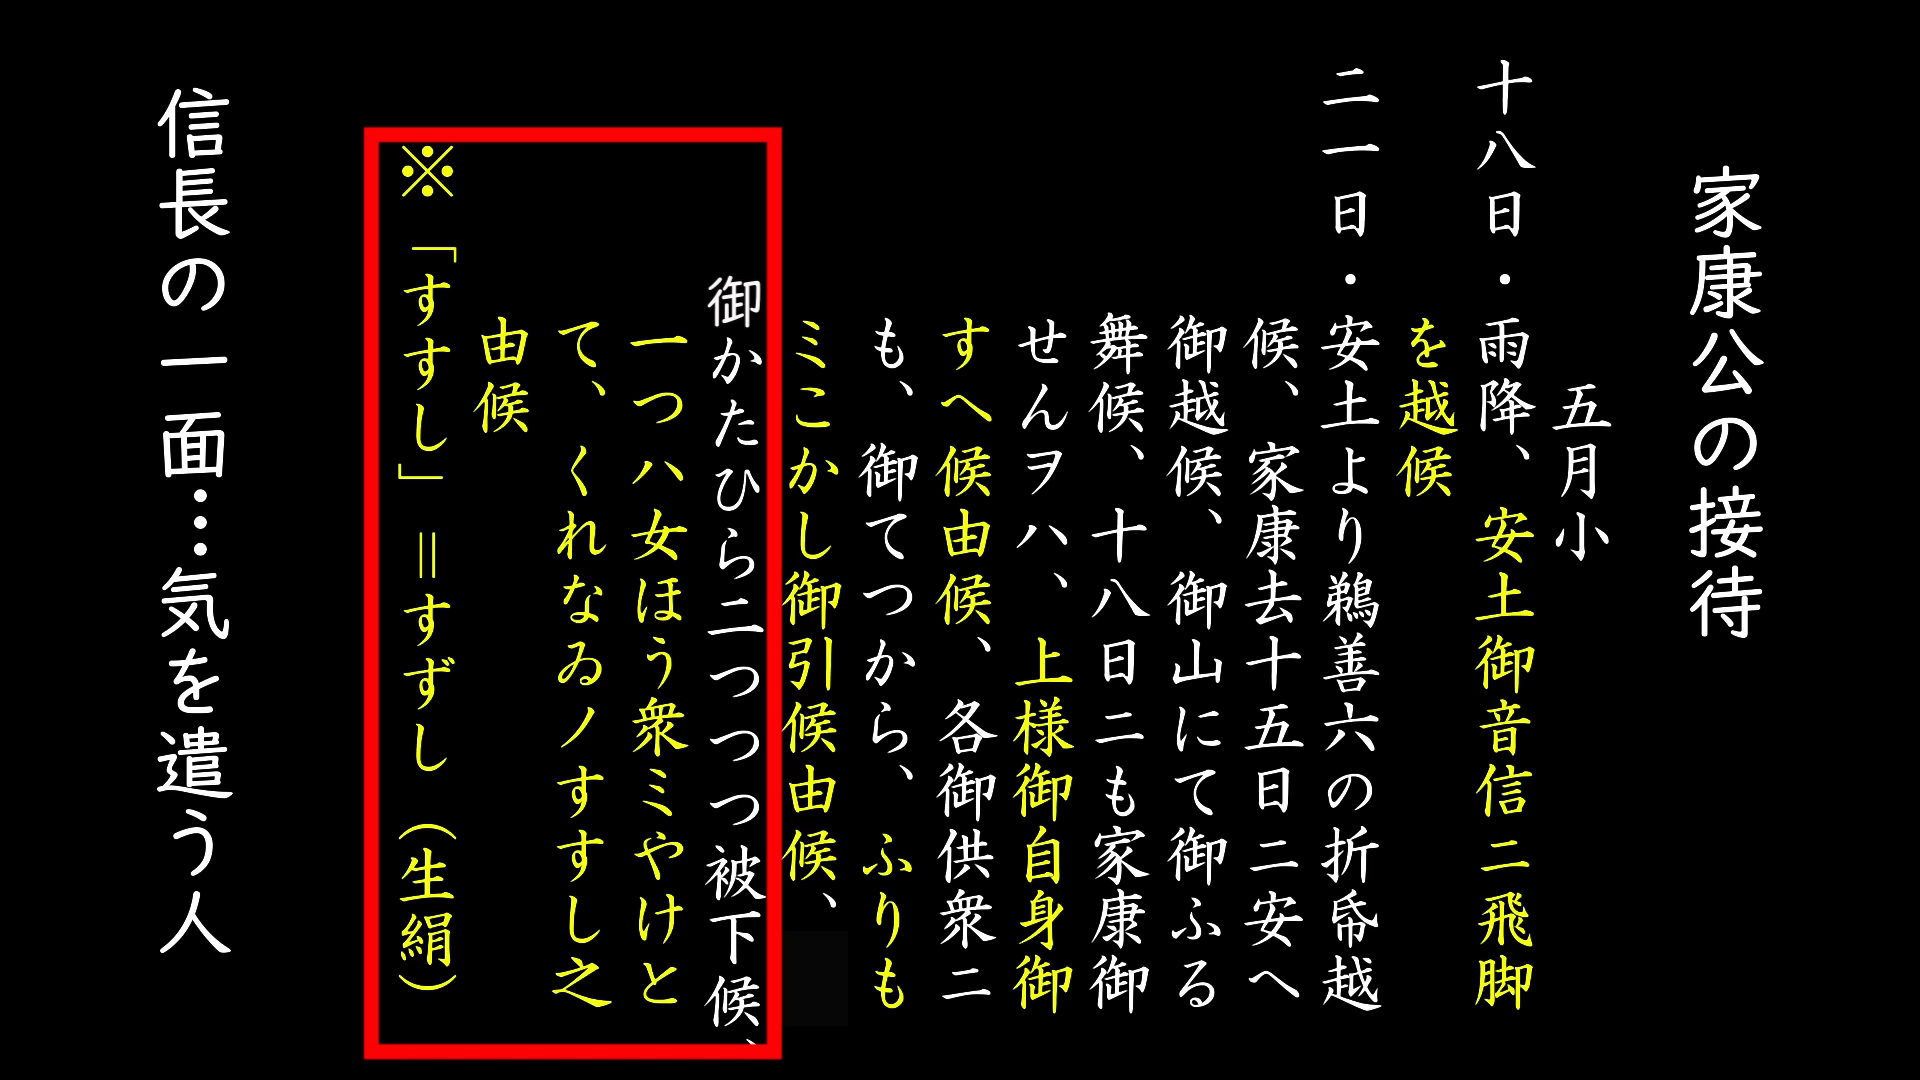 家康公の接待
五月小
十八日・雨降、安土御音信ニ飛脚
を越候
二一日・安土より鵜善六の折帋越
候、家康去十五日ニ安へ
御越候、御山にて御ふる
舞候、十八日ニも家康御
せんヲハ、上様御自身御
すへ候由候、各御供衆ニ
も、御てつから、ふりも
ミこかし御引候由候、
御かたひら二つつつ被下候、
一つハ女ほう衆ミやけと
て、くれなゐノすすし之
由候
※「すすし」＝すずし（生絹）
信長の一面…気を遣う人